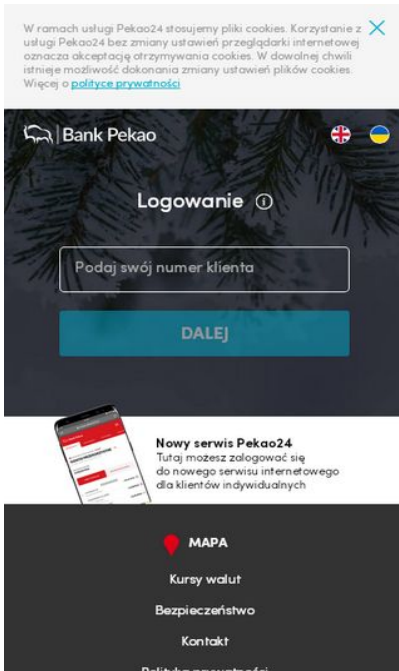 W ramach usługi Pekao24 stosujemy pliki cookies. Korzystanie z
usługi Pekao24 bez zmiany ustawień przeglądarki internetowej
oznacza akceptację otrzymywania cookies. W dowolnej chwili
istnieje możliwość dokonania zmiany ustawień plików cookies.
Więcej o polityce prywatności
Bank Pekao
Logowanie
Podaj swój numer klienta
DALEJ
Nowy serwis Pekao24
Tutaj możesz zalogować się
do nowego serwisu internetowego
dla klientów indywidualnych
MAPA
Kursy walut
Bezpieczeństwo
Kontakt
Polityka prywatności